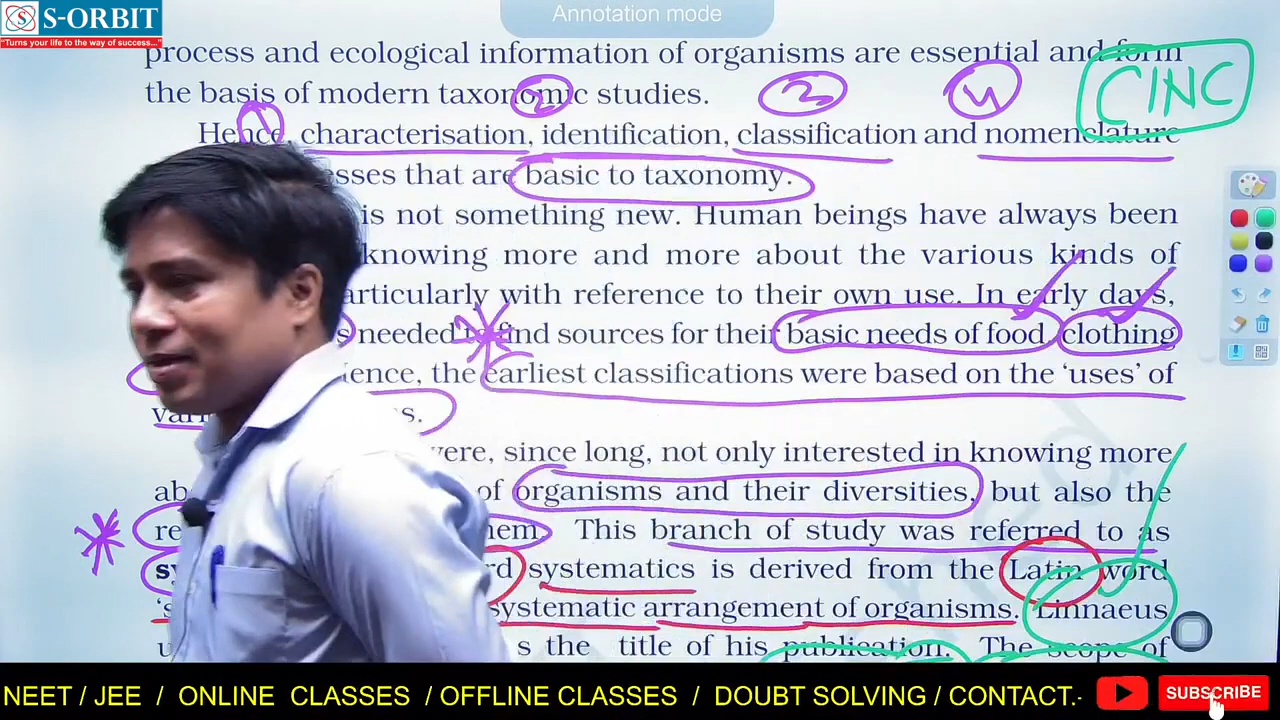 S-ORBIT
"Turns your life to the way of success..."
Annotation mode
process and ecological information of organisms are essential and form
the basis of modern taxonomic studies.
1 2 3 4 CINC
Hence, characterisation, identification, classification and nomenclature
esses that are basic to taxonomy.
is not something new. Human beings have always been
knowing more and more about the various kinds of
articularly with reference to their own use. In early days,
s needed to find sources for their basic needs of food, clothing
ence, the earliest classifications were based on the 'uses' of
vari s.
were, since long, not only interested in knowing more
ab of organisms and their diversities, but also the
re hem. This branch of study was referred to as
sy rd systematics is derived from the Latin word
's systematic arrangement of organisms. Linnaeus
u s the title of his publication. The scope of
NEET / JEE / ONLINE CLASSES / OFFLINE CLASSES / DOUBT SOLVING / CONTACT.-
SUBSCRIBE